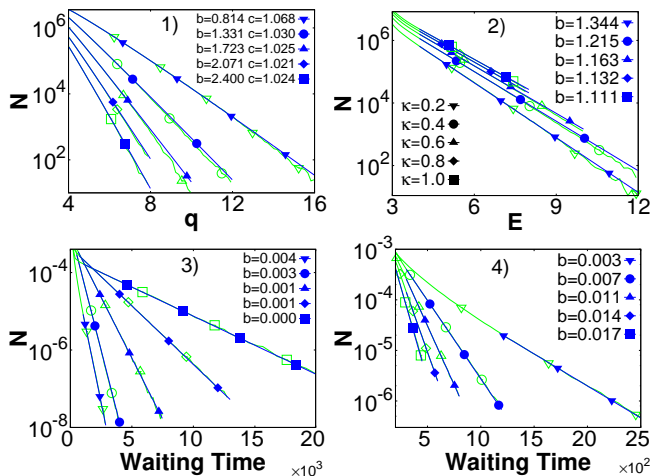 1)
b=0.814 c=1.068
b=1.331 c=1.030
b=1.723 c=1.025
b=2.071 c=1.021
b=2.400 c=1.024
N
10^6
10^4
10^2
4 8 12 16
q
2)
b=1.344
b=1.215
b=1.163
b=1.132
b=1.111
κ=0.2
κ=0.4
κ=0.6
κ=0.8
κ=1.0
N
10^6
10^4
10^2
3 6 9 12
E
3)
b=0.004
b=0.003
b=0.001
b=0.001
b=0.000
N
10^-4
10^-6
10^-8
0 5 10 15 20
Waiting Time ×10^3
4)
b=0.003
b=0.007
b=0.011
b=0.014
b=0.017
N
10^-3
10^-4
10^-5
10^-6
50 100 150 200 250
Waiting Time ×10^2